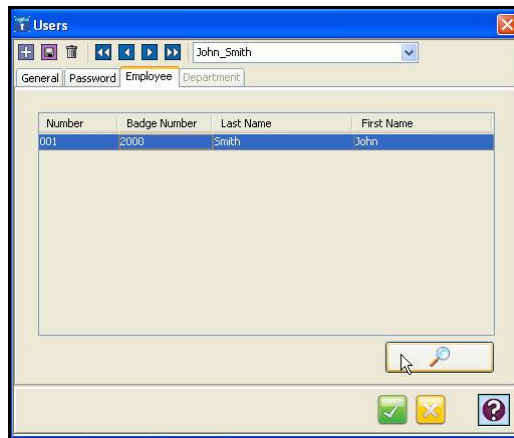 Users
John_Smith
General Password Employee Department
Number Badge Number Last Name First Name
001 2000 Smith John